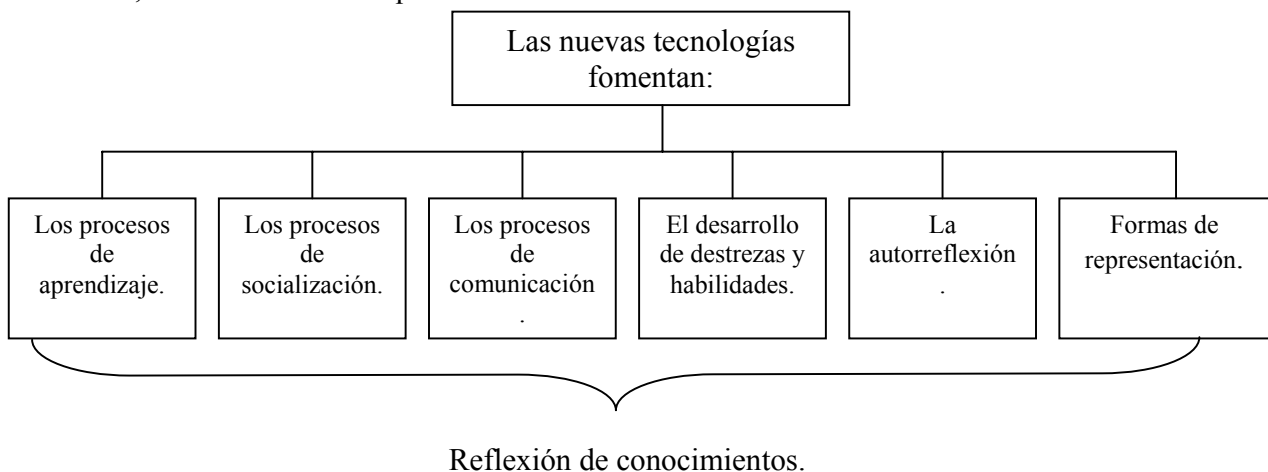 Las nuevas tecnologías
fomentan:
Los procesos
de
aprendizaje.
Los procesos
de
socialización.
Los procesos
de
comunicación
.
El desarrollo
de destrezas y
habilidades.
La
autorreflexión
.
Formas de
representación.
Reflexión de conocimientos.